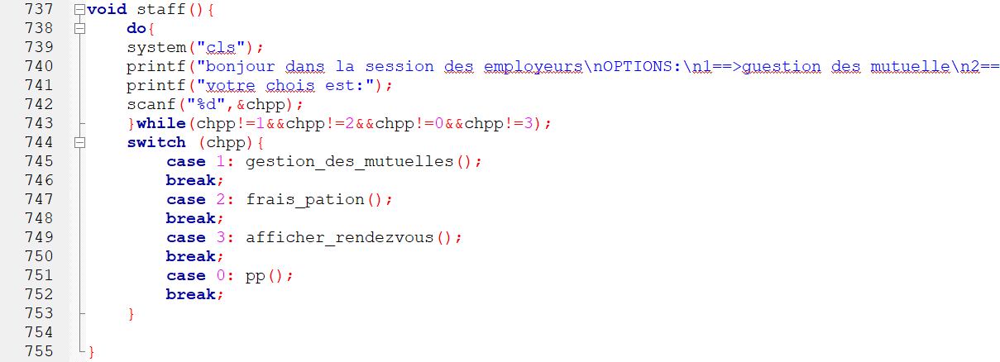 737 void staff(){
738 do{
739 system("cls");
740 printf("bonjour dans la session des employeurs\nOPTIONS:\n1==>guestion des mutuelle\n2==
741 printf("votre chois est:");
742 scanf("%d",&chpp);
743 }while(chpp!=1&&chpp!=2&&chpp!=0&&chpp!=3);
744 switch (chpp){
745 case 1: gestion_des_mutuelles();
746 break;
747 case 2: frais_pation();
748 break;
749 case 3: afficher_rendezvous();
750 break;
751 case 0: pp();
752 break;
753 }
754
755 }